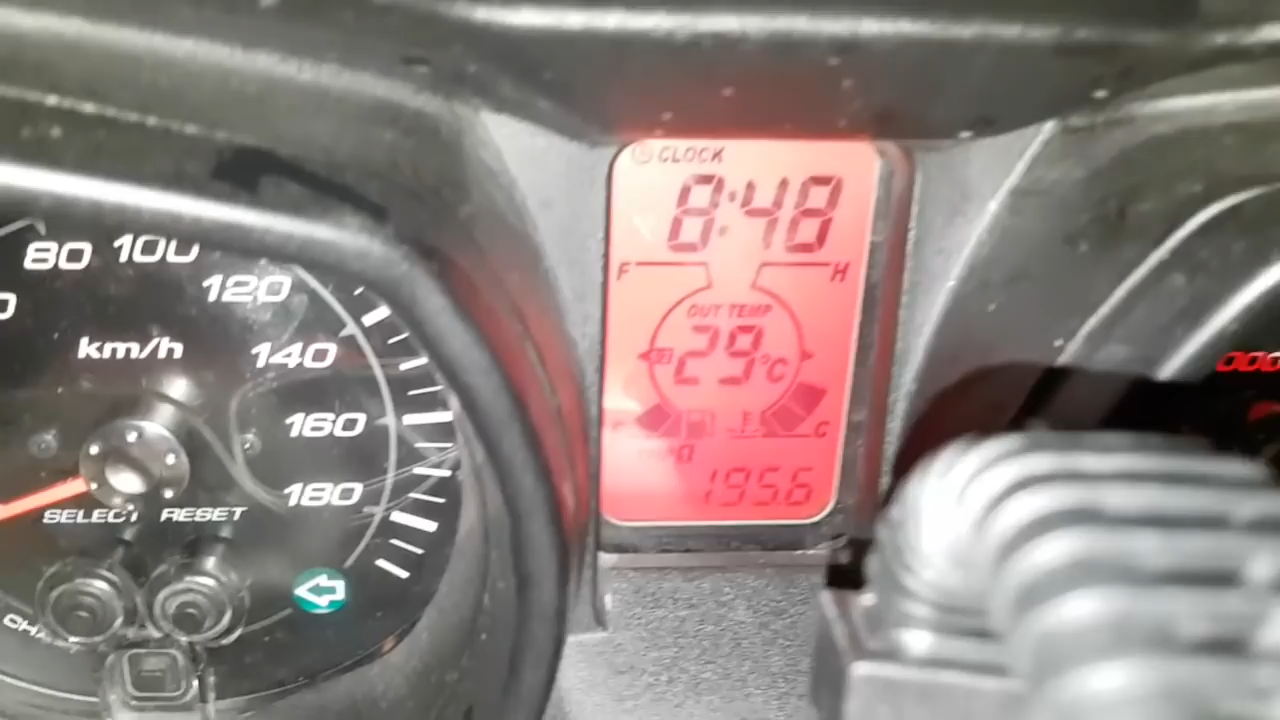 80 100
120
km/h
140
160
180
SELECT RESET
CLOCK
8:48
F H
OUT TEMP
29°C
C
1956